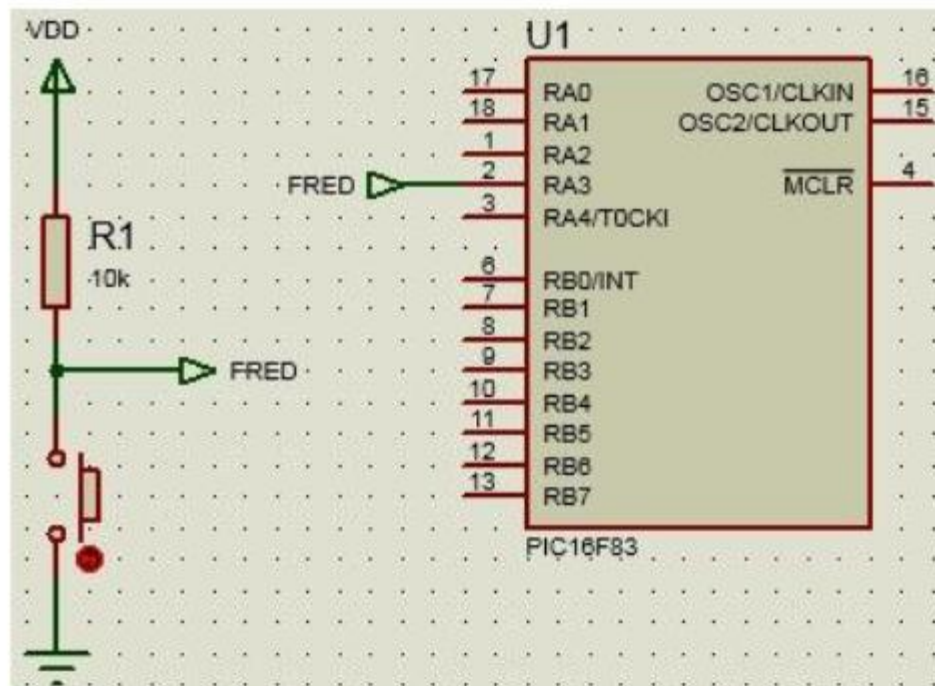 VDD
R1
10k
FRED
U1
FRED
17
RA0
18
RA1
1
RA2
2
RA3
3
RA4/T0CKI
6
RB0/INT
7
RB1
8
RB2
9
RB3
10
RB4
11
RB5
12
RB6
13
RB7
OSC1/CLKIN
16
OSC2/CLKOUT
15
MCLR
4
PIC16F83